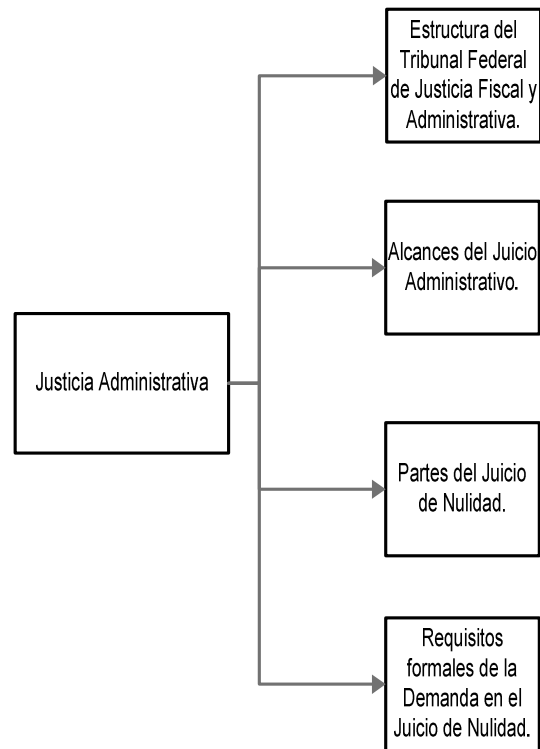 Estructura del
Tribunal Federal
de Justicia Fiscal y
Administrativa.
Alcances del Juicio
Administrativo.
Justicia Administrativa
Partes del Juicio
de Nulidad.
Requisitos
formales de la
Demanda en el
Juicio de Nulidad.